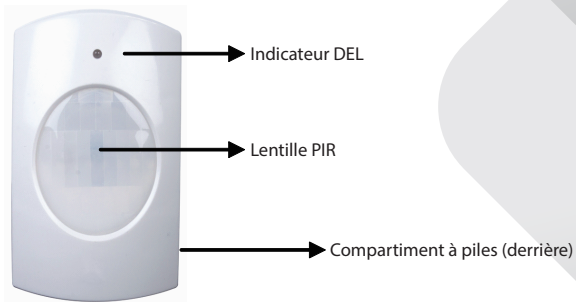 Indicateur DEL
Lentille PIR
Compartiment à piles (derrière)